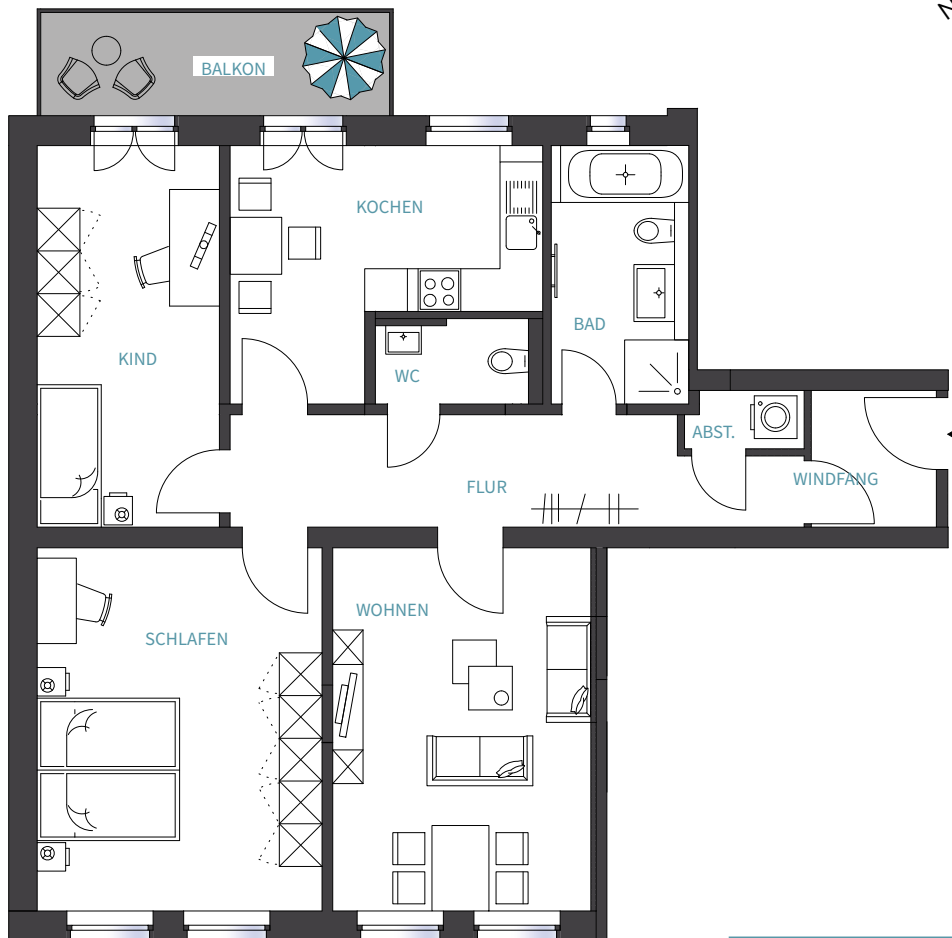 BALKON
KOCHEN
BAD
KIND
WC
ABST.
FLUR
WINDFANG
WOHNEN
SCHLAFEN